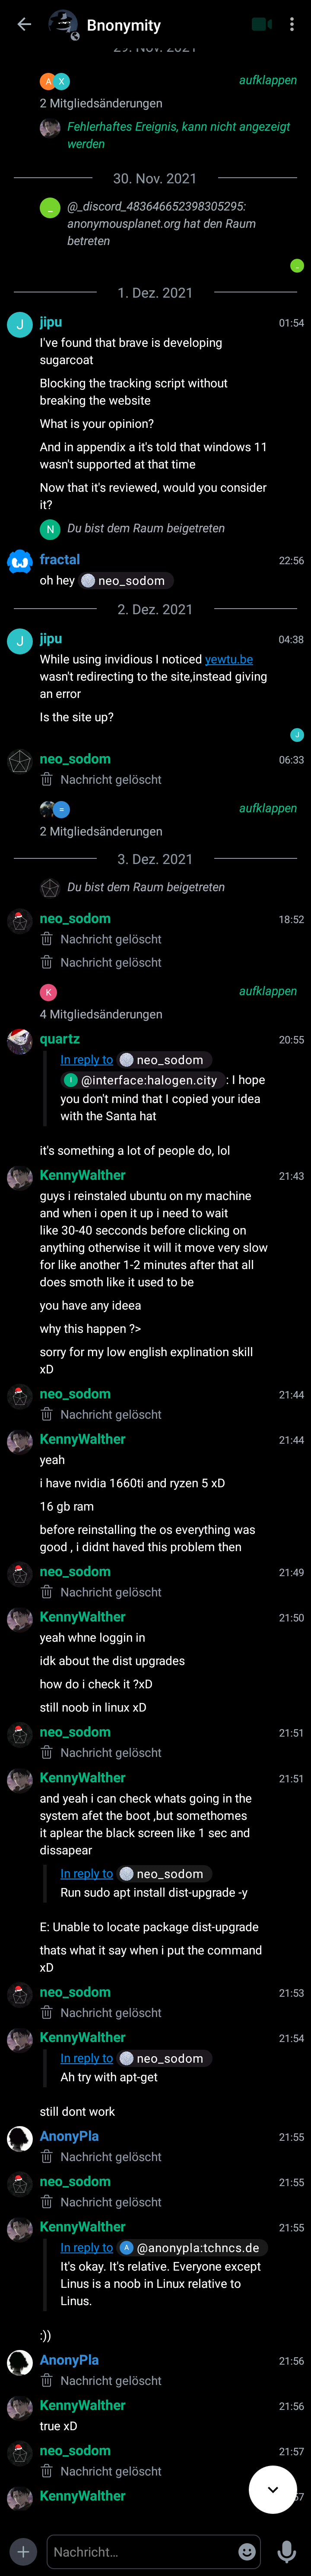 Bnonymity
29. Nov. 2021
A X aufklappen
2 Mitgliedsänderungen
Fehlerhaftes Ereignis, kann nicht angezeigt
werden
30. Nov. 2021
@_discord_483646652398305295:
anonymousplanet.org hat den Raum
betreten
1. Dez. 2021
J jipu 01:54
I've found that brave is developing
sugarcoat
Blocking the tracking script without
breaking the website
What is your opinion?
And in appendix a it's told that windows 11
wasn't supported at that time
Now that it's reviewed, would you consider
it?
N Du bist dem Raum beigetreten
fractal 22:56
oh hey neo_sodom
2. Dez. 2021
J jipu 04:38
While using invidious I noticed yewtu.be
wasn't redirecting to the site,instead giving
an error
Is the site up?
J
neo_sodom 06:33
Nachricht gelöscht
= aufklappen
2 Mitgliedsänderungen
3. Dez. 2021
Du bist dem Raum beigetreten
neo_sodom 18:52
Nachricht gelöscht
Nachricht gelöscht
K aufklappen
4 Mitgliedsänderungen
quartz 20:55
In reply to neo_sodom
I @interface:halogen.city : I hope
you don't mind that I copied your idea
with the Santa hat
it's something a lot of people do, lol
KennyWalther 21:43
guys i reinstaled ubuntu on my machine
and when i open it up i need to wait
like 30-40 secconds before clicking on
anything otherwise it will it move very slow
for like another 1-2 minutes after that all
does smoth like it used to be
you have any ideea
why this happen ?>
sorry for my low english explination skill
xD
neo_sodom 21:44
Nachricht gelöscht
KennyWalther 21:44
yeah
i have nvidia 1660ti and ryzen 5 xD
16 gb ram
before reinstalling the os everything was
good , i didnt haved this problem then
neo_sodom 21:49
Nachricht gelöscht
KennyWalther 21:50
yeah whne loggin in
idk about the dist upgrades
how do i check it ?xD
still noob in linux xD
neo_sodom 21:51
Nachricht gelöscht
KennyWalther 21:51
and yeah i can check whats going in the
system afet the boot ,but somethomes
it aplear the black screen like 1 sec and
dissapear
In reply to neo_sodom
Run sudo apt install dist-upgrade -y
E: Unable to locate package dist-upgrade
thats what it say when i put the command
xD
neo_sodom 21:53
Nachricht gelöscht
KennyWalther 21:54
In reply to neo_sodom
Ah try with apt-get
still dont work
AnonyPla 21:55
Nachricht gelöscht
neo_sodom 21:55
Nachricht gelöscht
KennyWalther 21:55
In reply to A @anonypla:tchncs.de
It's okay. It's relative. Everyone except
Linus is a noob in Linux relative to
Linus.
:))
AnonyPla 21:56
Nachricht gelöscht
KennyWalther 21:56
true xD
neo_sodom 21:57
Nachricht gelöscht
KennyWalther
Nachricht...